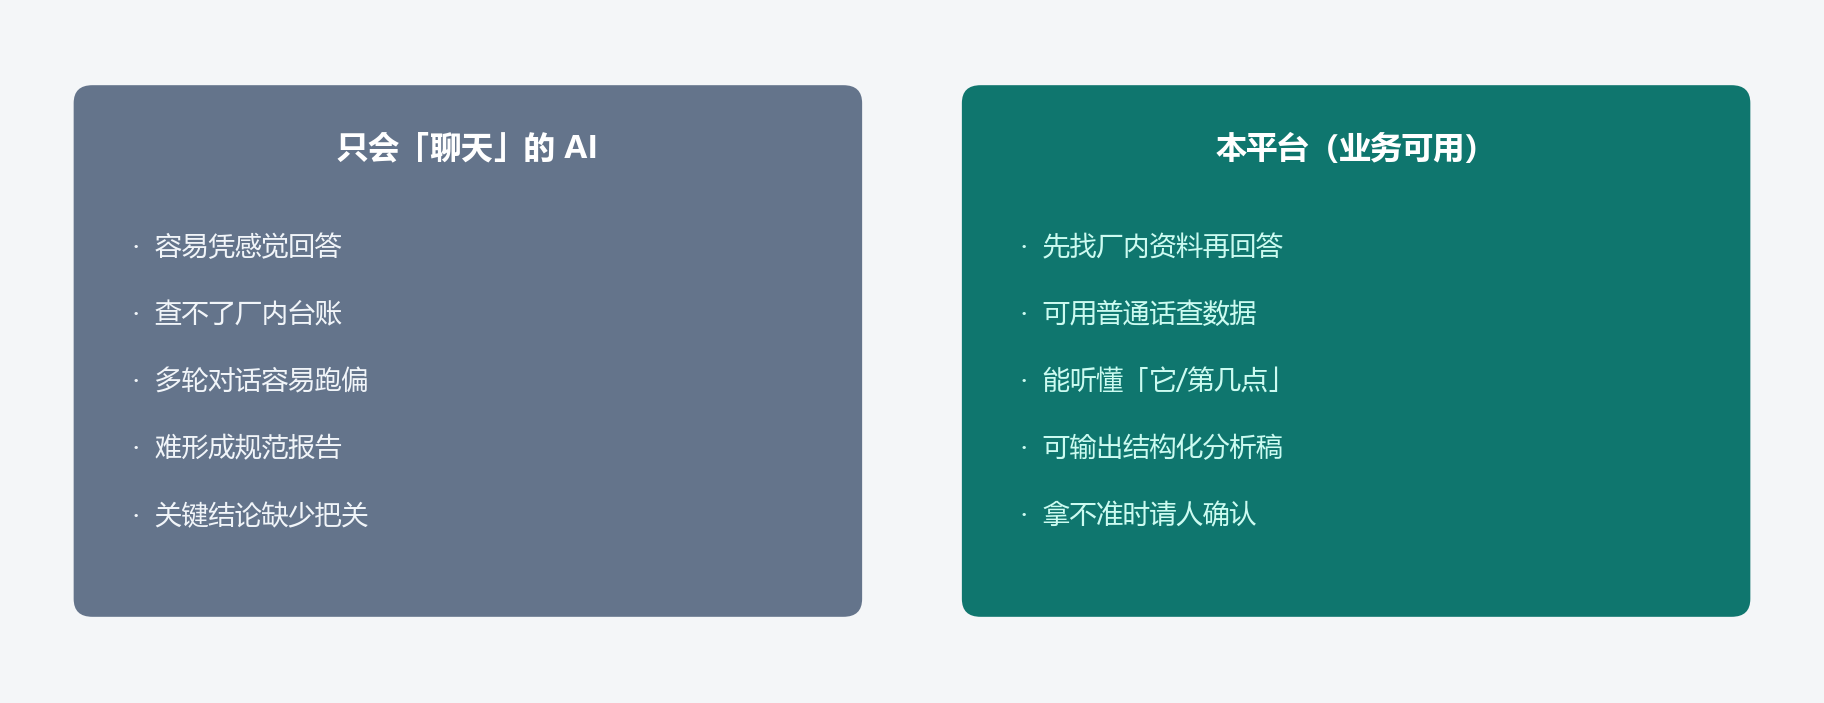 只会「聊天」的 AI
· 容易凭感觉回答
· 查不了厂内台账
· 多轮对话容易跑偏
· 难形成规范报告
· 关键结论缺少把关
本平台（业务可用）
· 先找厂内资料再回答
· 可用普通话查数据
· 能听懂「它/第几点」
· 可输出结构化分析稿
· 拿不准时请人确认